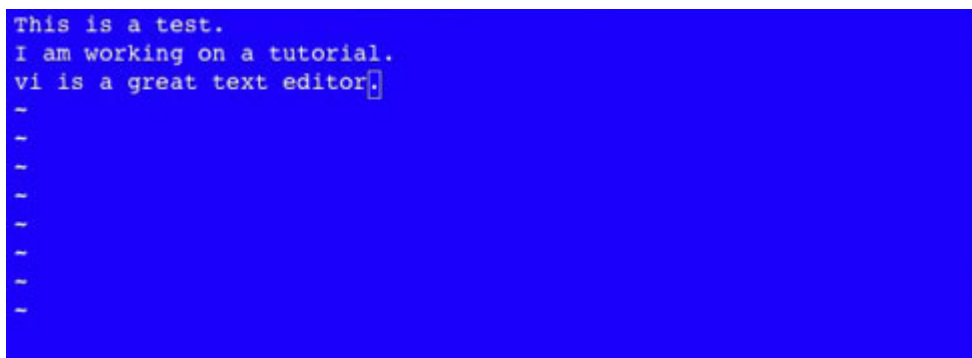 This is a test.
I am working on a tutorial.
vi is a great text editor.
~
~
~
~
~
~
~
~